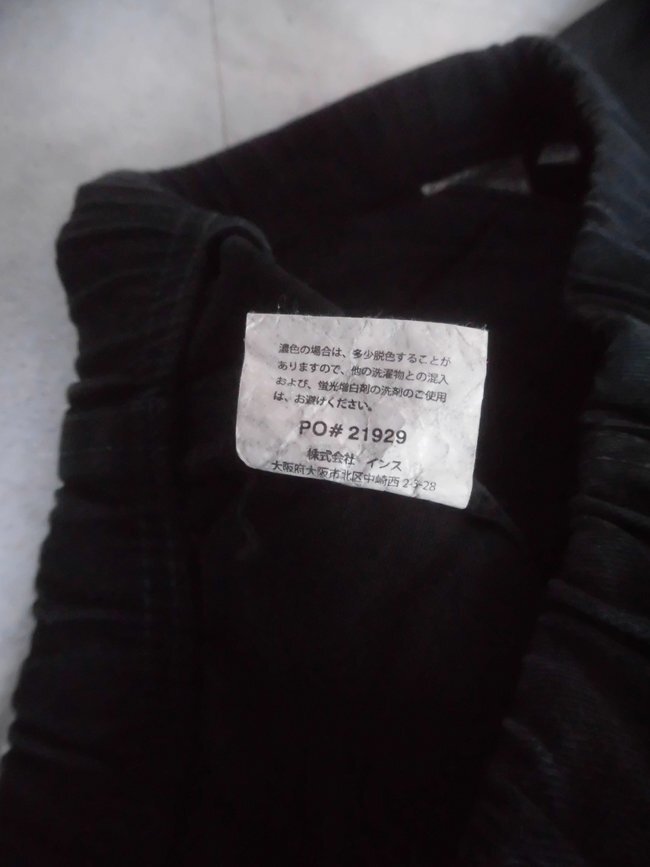 濃色の場合は、多少脱色することが
ありますので、他の洗濯物との混入
および、蛍光増白剤の洗剤のご使用
は、お避けください。
PO# 21929
株式会社 インス
大阪府大阪市北区中崎西2-3-28